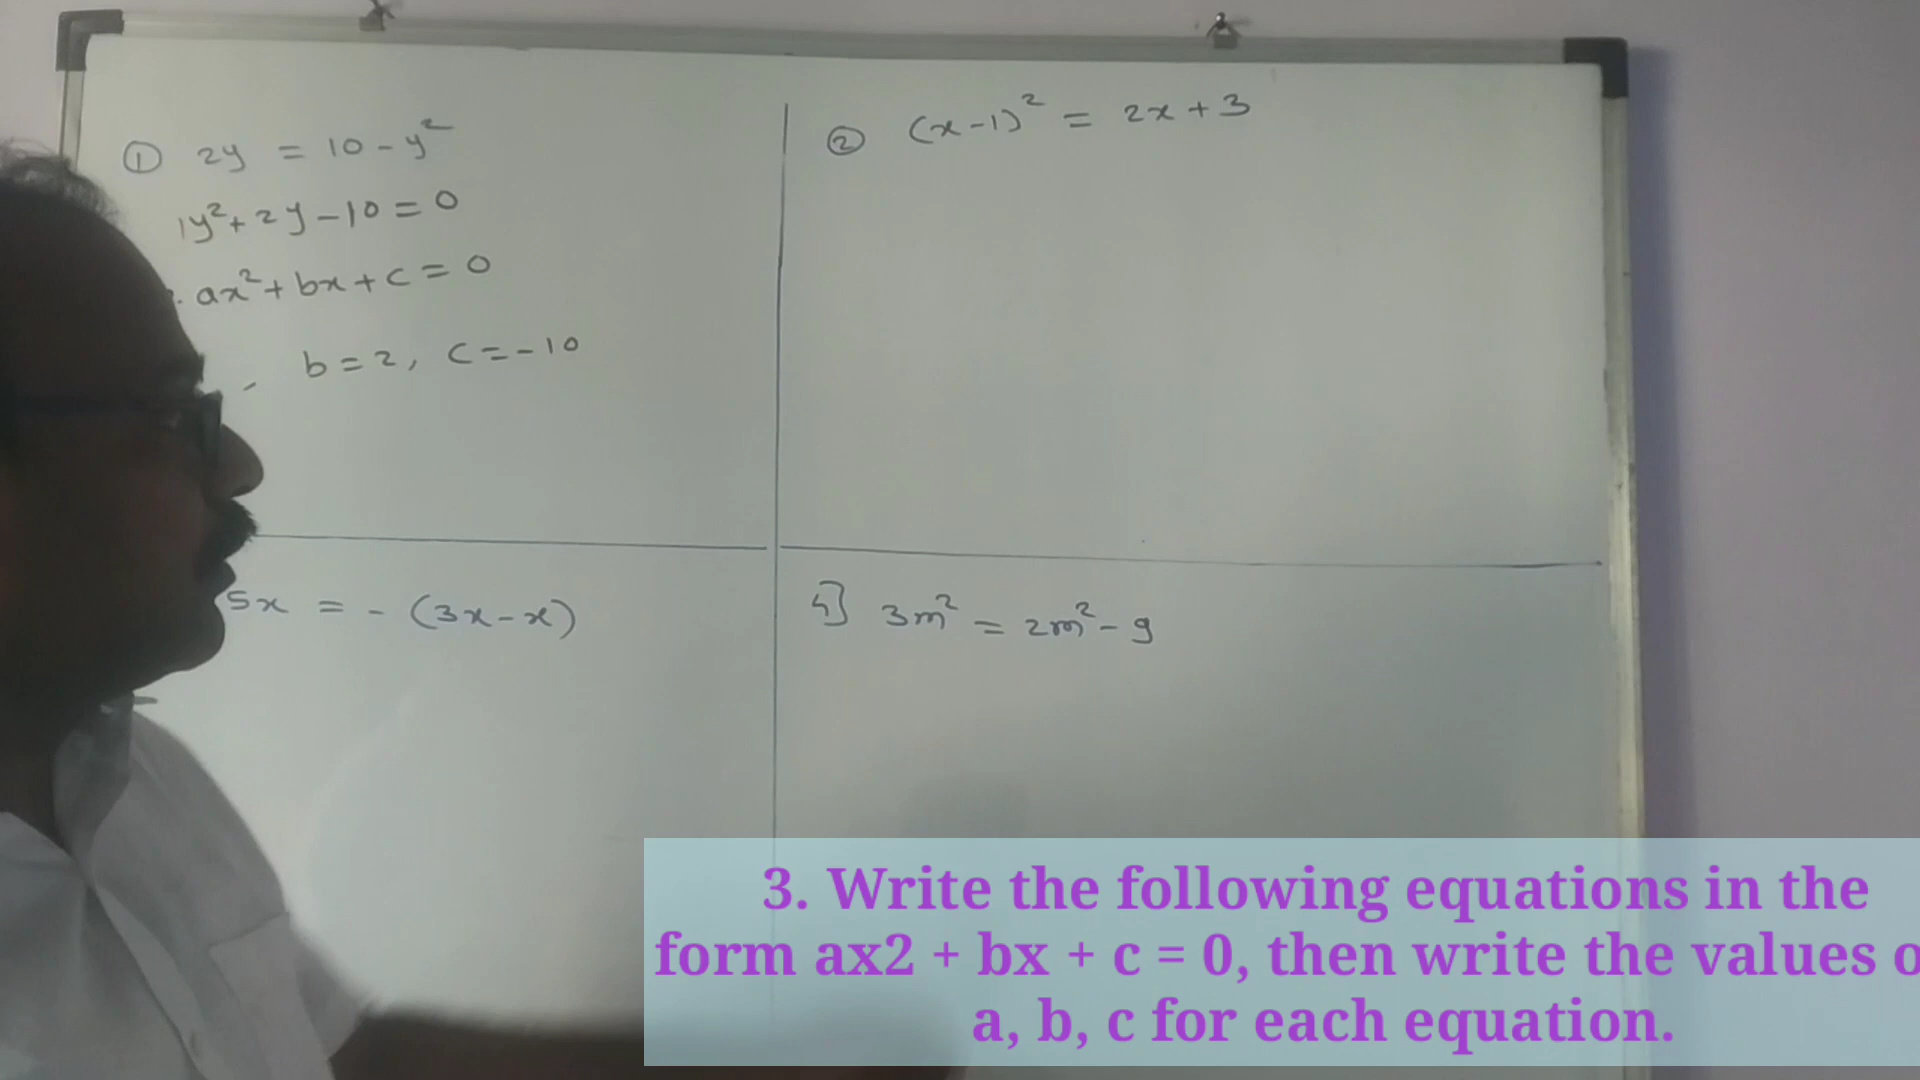 ① 2y = 10 - y²
1y² + 2y - 10 = 0
ax² + bx + c = 0
b = 2, c = -10
② (x-1)² = 2x + 3
5x = - (3x - x)
4] 3m² = 2m² - 9
3. Write the following equations in the
form ax2 + bx + c = 0, then write the values o
a, b, c for each equation.